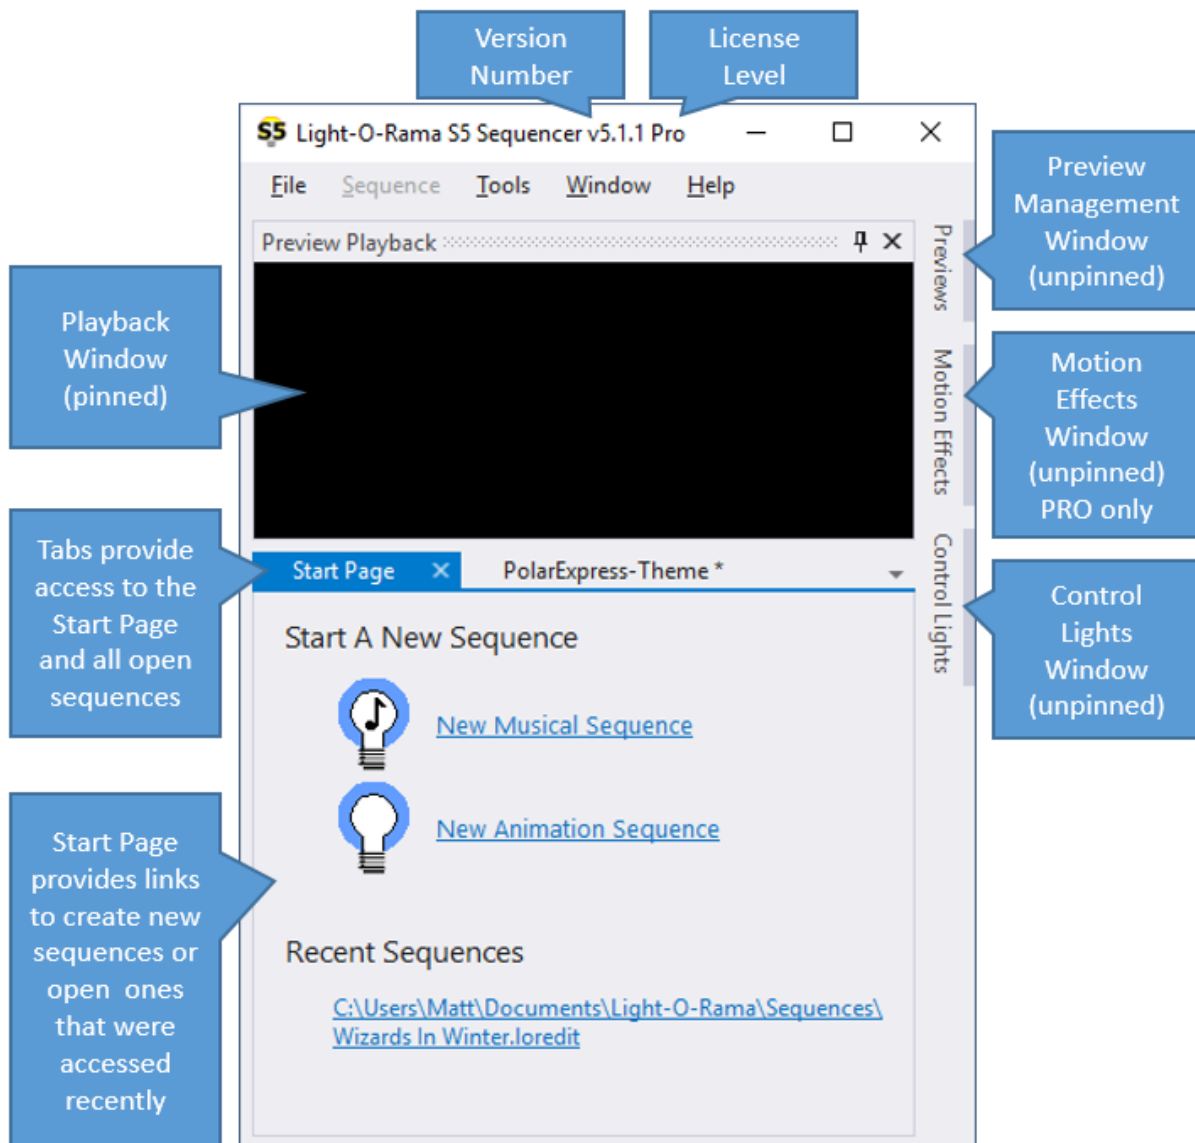 Version
Number
License
Level
S5 Light-O-Rama S5 Sequencer v5.1.1 Pro
File Sequence Tools Window Help
Preview Playback
Previews
Motion Effects
Control Lights
Preview
Management
Window
(unpinned)
Playback
Window
(pinned)
Motion
Effects
Window
(unpinned)
PRO only
Tabs provide
access to the
Start Page
and all open
sequences
Start Page
PolarExpress-Theme *
Control
Lights
Window
(unpinned)
Start A New Sequence
New Musical Sequence
New Animation Sequence
Start Page
provides links
to create new
sequences or
open ones
that were
accessed
recently
Recent Sequences
C:\Users\Matt\Documents\Light-O-Rama\Sequences\
Wizards In Winter.loredit